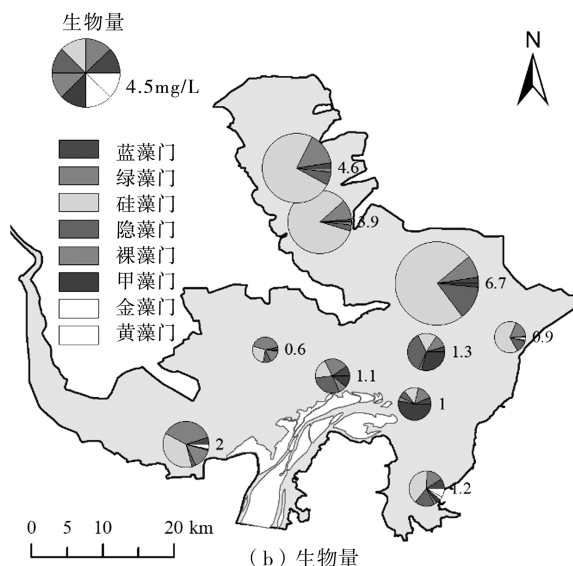 生物量
4.5mg/L
N
蓝藻门
绿藻门
硅藻门
隐藻门
裸藻门
甲藻门
金藻门
黄藻门
4.6
3.9
6.7
0.9
0.6
1.3
1.1
1
2
1.2
0 5 10 20 km
(b)生物量